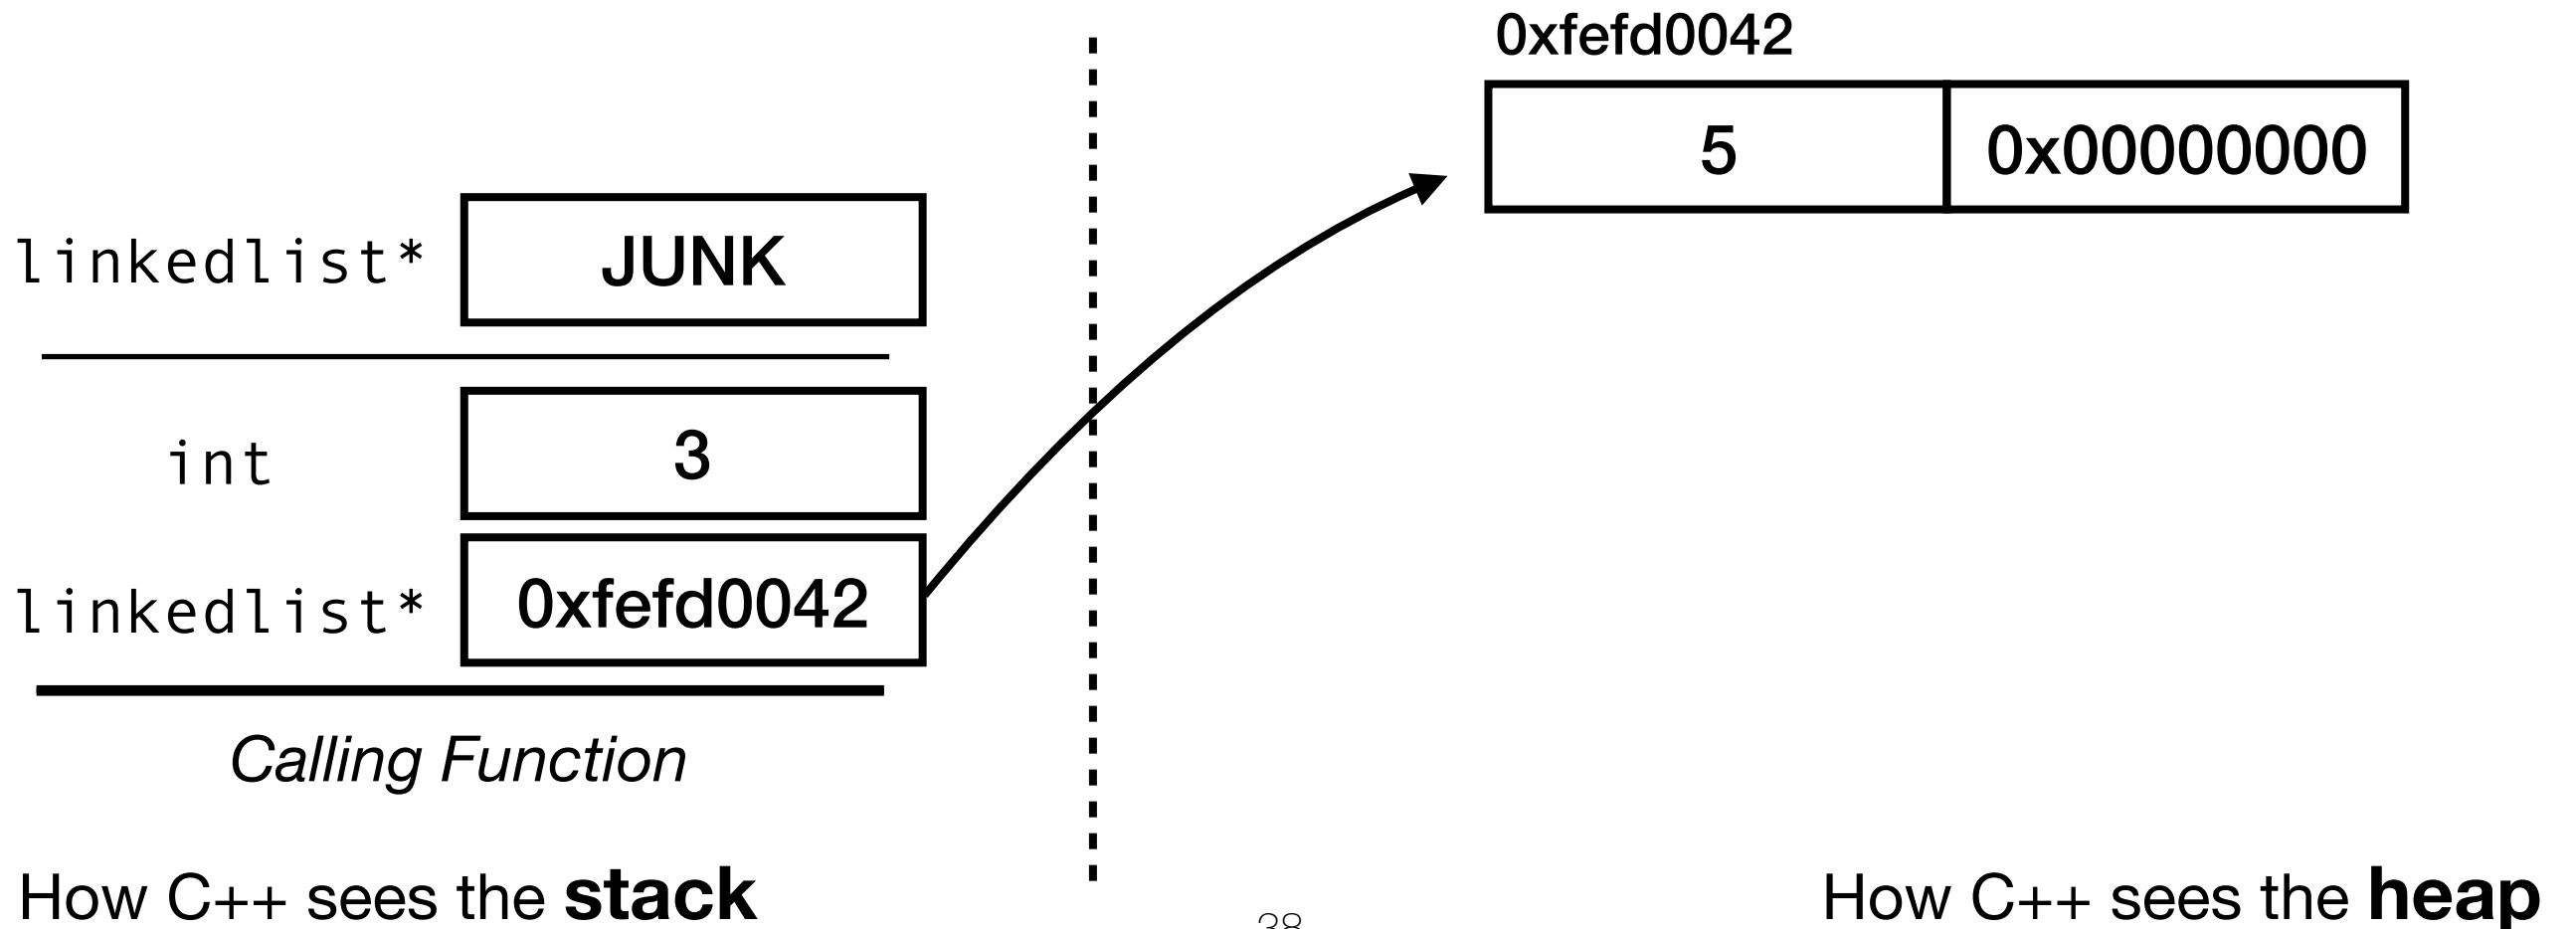 0xfefd0042
5 0x00000000
linkedlist* JUNK
int 3
linkedlist* 0xfefd0042
Calling Function
How C++ sees the stack
38
How C++ sees the heap